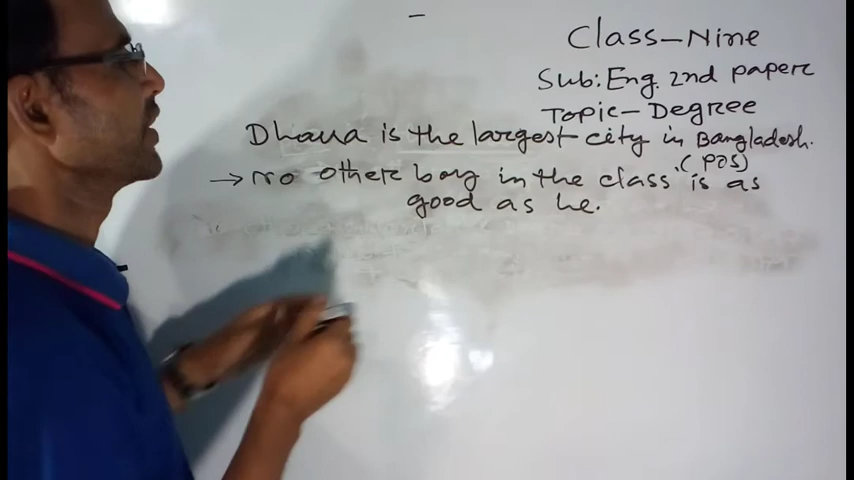 Class-Nine
Sub: Eng. 2nd paper
Topic-Degree
Dhaka is the largest city in Bangladesh.
(pos)
→ No other boy in the class is as
good as he.